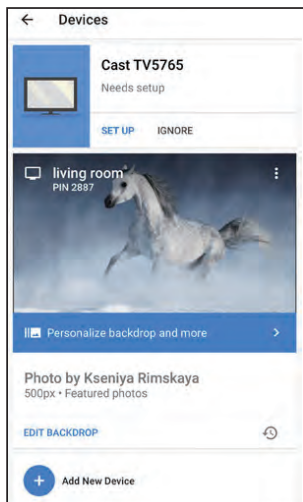 Devices
Cast TV5765
Needs setup
SET UP IGNORE
living room
PIN 2887
Personalize backdrop and more
Photo by Kseniya Rimskaya
500px • Featured photos
EDIT BACKDROP
Add New Device